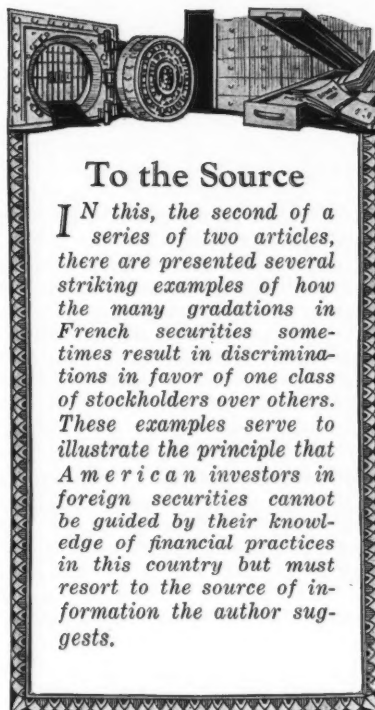 To the Source
IN this, the second of a
series of two articles,
there are presented several
striking examples of how
the many gradations in
French securities some-
times result in discrimina-
tions in favor of one class
of stockholders over others.
These examples serve to
illustrate the principle that
American investors in
foreign securities cannot
be guided by their knowl-
edge of financial practices
in this country but must
resort to the source of in-
formation the author sug-
gests.